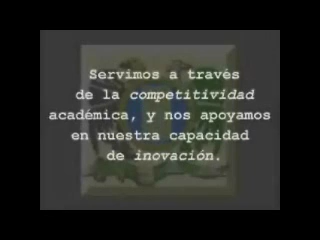 Servimos a través
de la competitividad
académica, y nos apoyamos
en nuestra capacidad
de inovación.